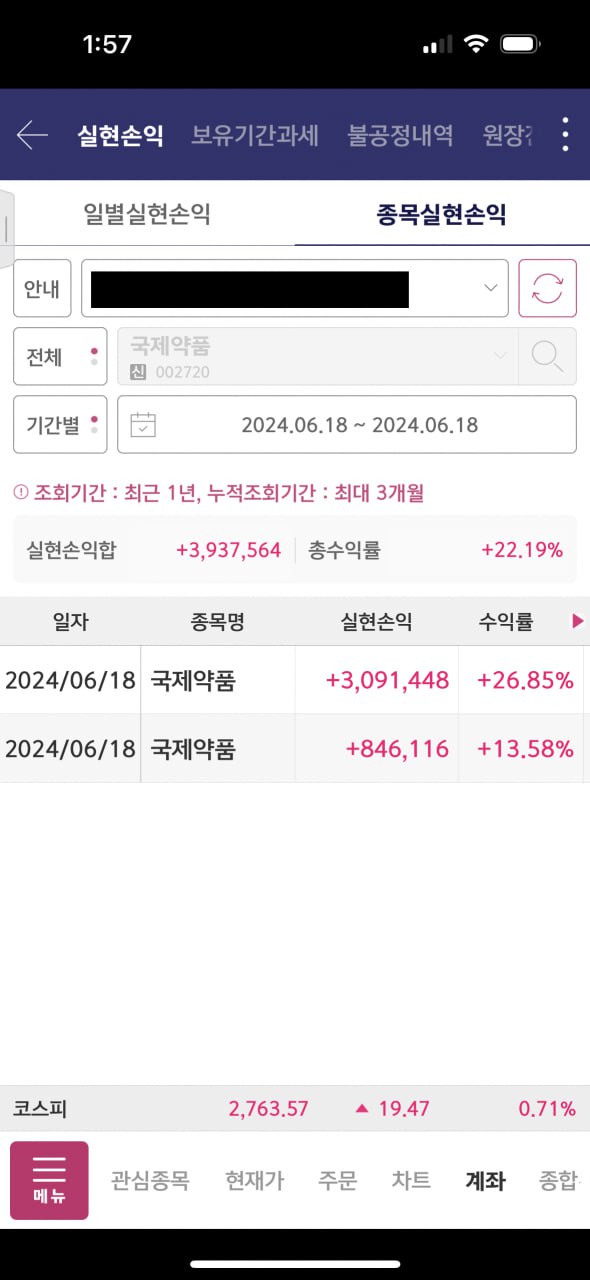 1:57
실현손익 보유기간과세 불공정내역 원장
일별실현손익 종목실현손익
안내
전체 국제약품
신 002720
기간별 2024.06.18 ~ 2024.06.18
조회기간 : 최근 1년, 누적조회기간 : 최대 3개월
실현손익합 +3,937,564 총수익률 +22.19%
일자 종목명 실현손익 수익률
2024/06/18 국제약품 +3,091,448 +26.85%
2024/06/18 국제약품 +846,116 +13.58%
코스피 2,763.57 ▲ 19.47 0.71%
메뉴 관심종목 현재가 주문 차트 계좌 종합